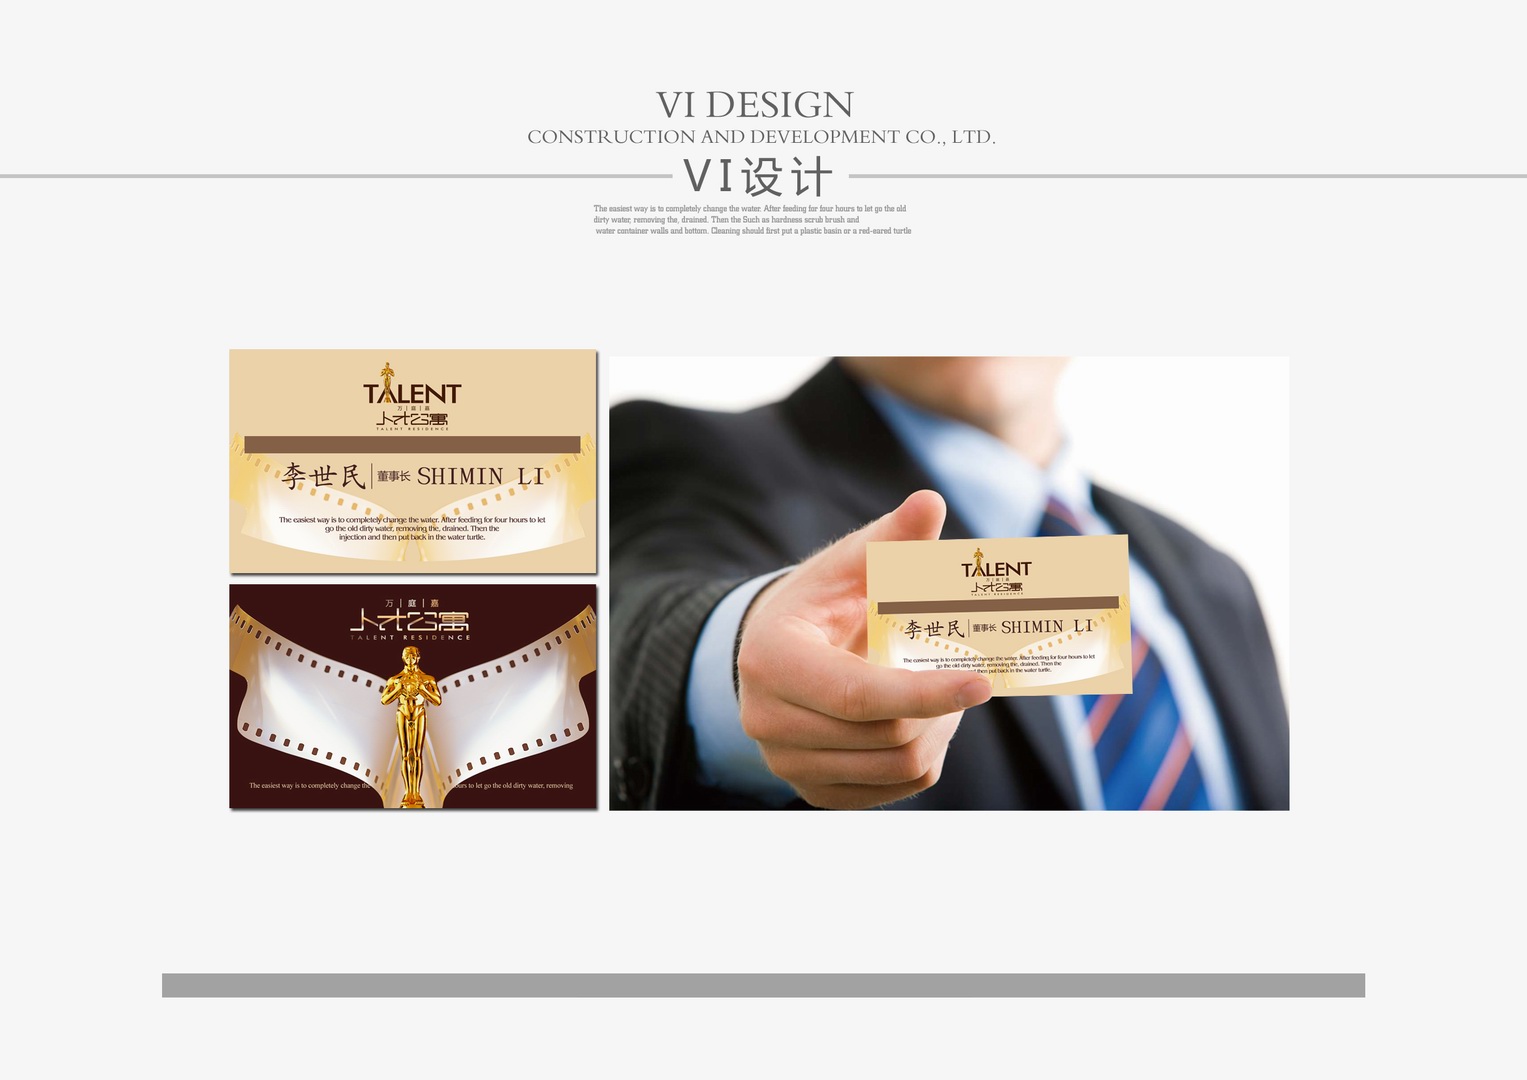 VI DESIGN
CONSTRUCTION AND DEVELOPMENT CO., LTD.
VI设计
The easiest way is to completely change the water. After feeding for four hours to let go the old
dirty water, removing the, drained. Then the Such as hardness scrub brush and
water container walls and bottom. Cleaning should first put a plastic basin or a red-eared turtle
TALENT
万|庭|嘉
人才公寓
TALENT RESIDENCE
李世民|董事长 SHIMIN LI
The easiest way is to completely change the water. After feeding for four hours to let
go the old dirty water, removing the, drained. Then the
injection and then put back in the water turtle.
万|庭|嘉
人才公寓
TALENT RESIDENCE
The easiest way is to completely change the ours to let go the old dirty water, removing
TALENT
万|庭|嘉
人才公寓
TALENT RESIDENCE
李世民|董事长 SHIMIN LI
The easiest way is to completely change the water. After feeding for four hours to let
go the old dirty water, removing the, drained. Then the
then put back in the water turtle.